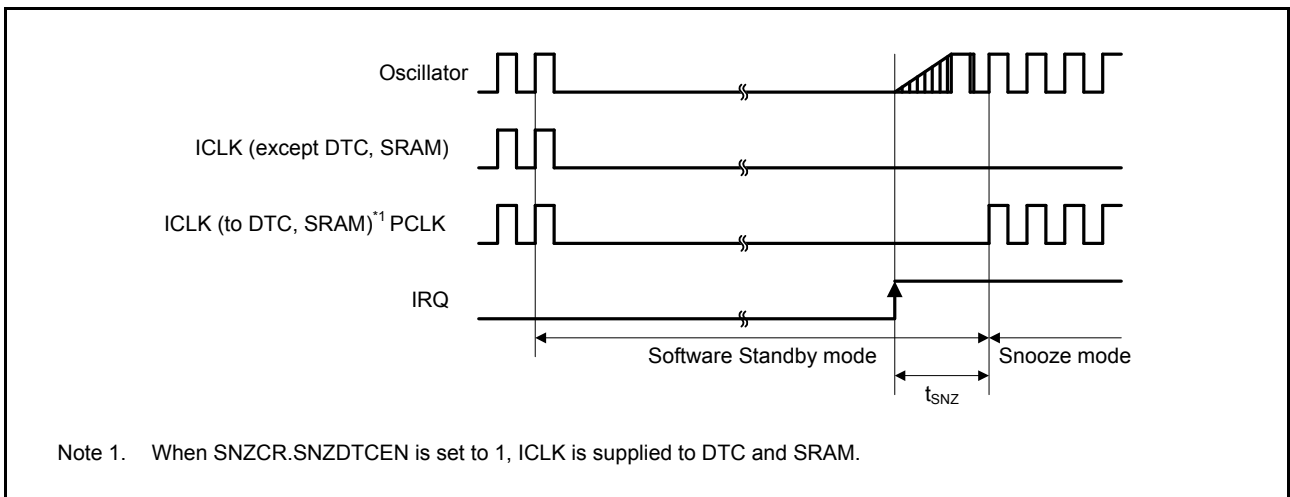 Oscillator
ICLK (except DTC, SRAM)
ICLK (to DTC, SRAM)*1 PCLK
IRQ
Software Standby mode
Snooze mode
tSNZ
Note 1. When SNZCR.SNZDTCEN is set to 1, ICLK is supplied to DTC and SRAM.